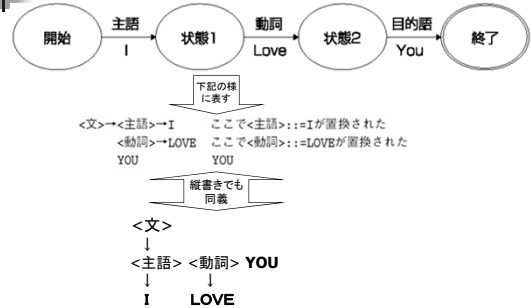 開始 主語 状態1 動詞 状態2 目的語 終了
I Love You
下記の様
に表す
<文>→<主語>→I ここで<主語>::=Iが置換された
<動詞>→LOVE ここで<動詞>::=LOVEが置換された
YOU YOU
縦書きでも
同義
<文>
↓
<主語> <動詞> YOU
↓ ↓
I LOVE